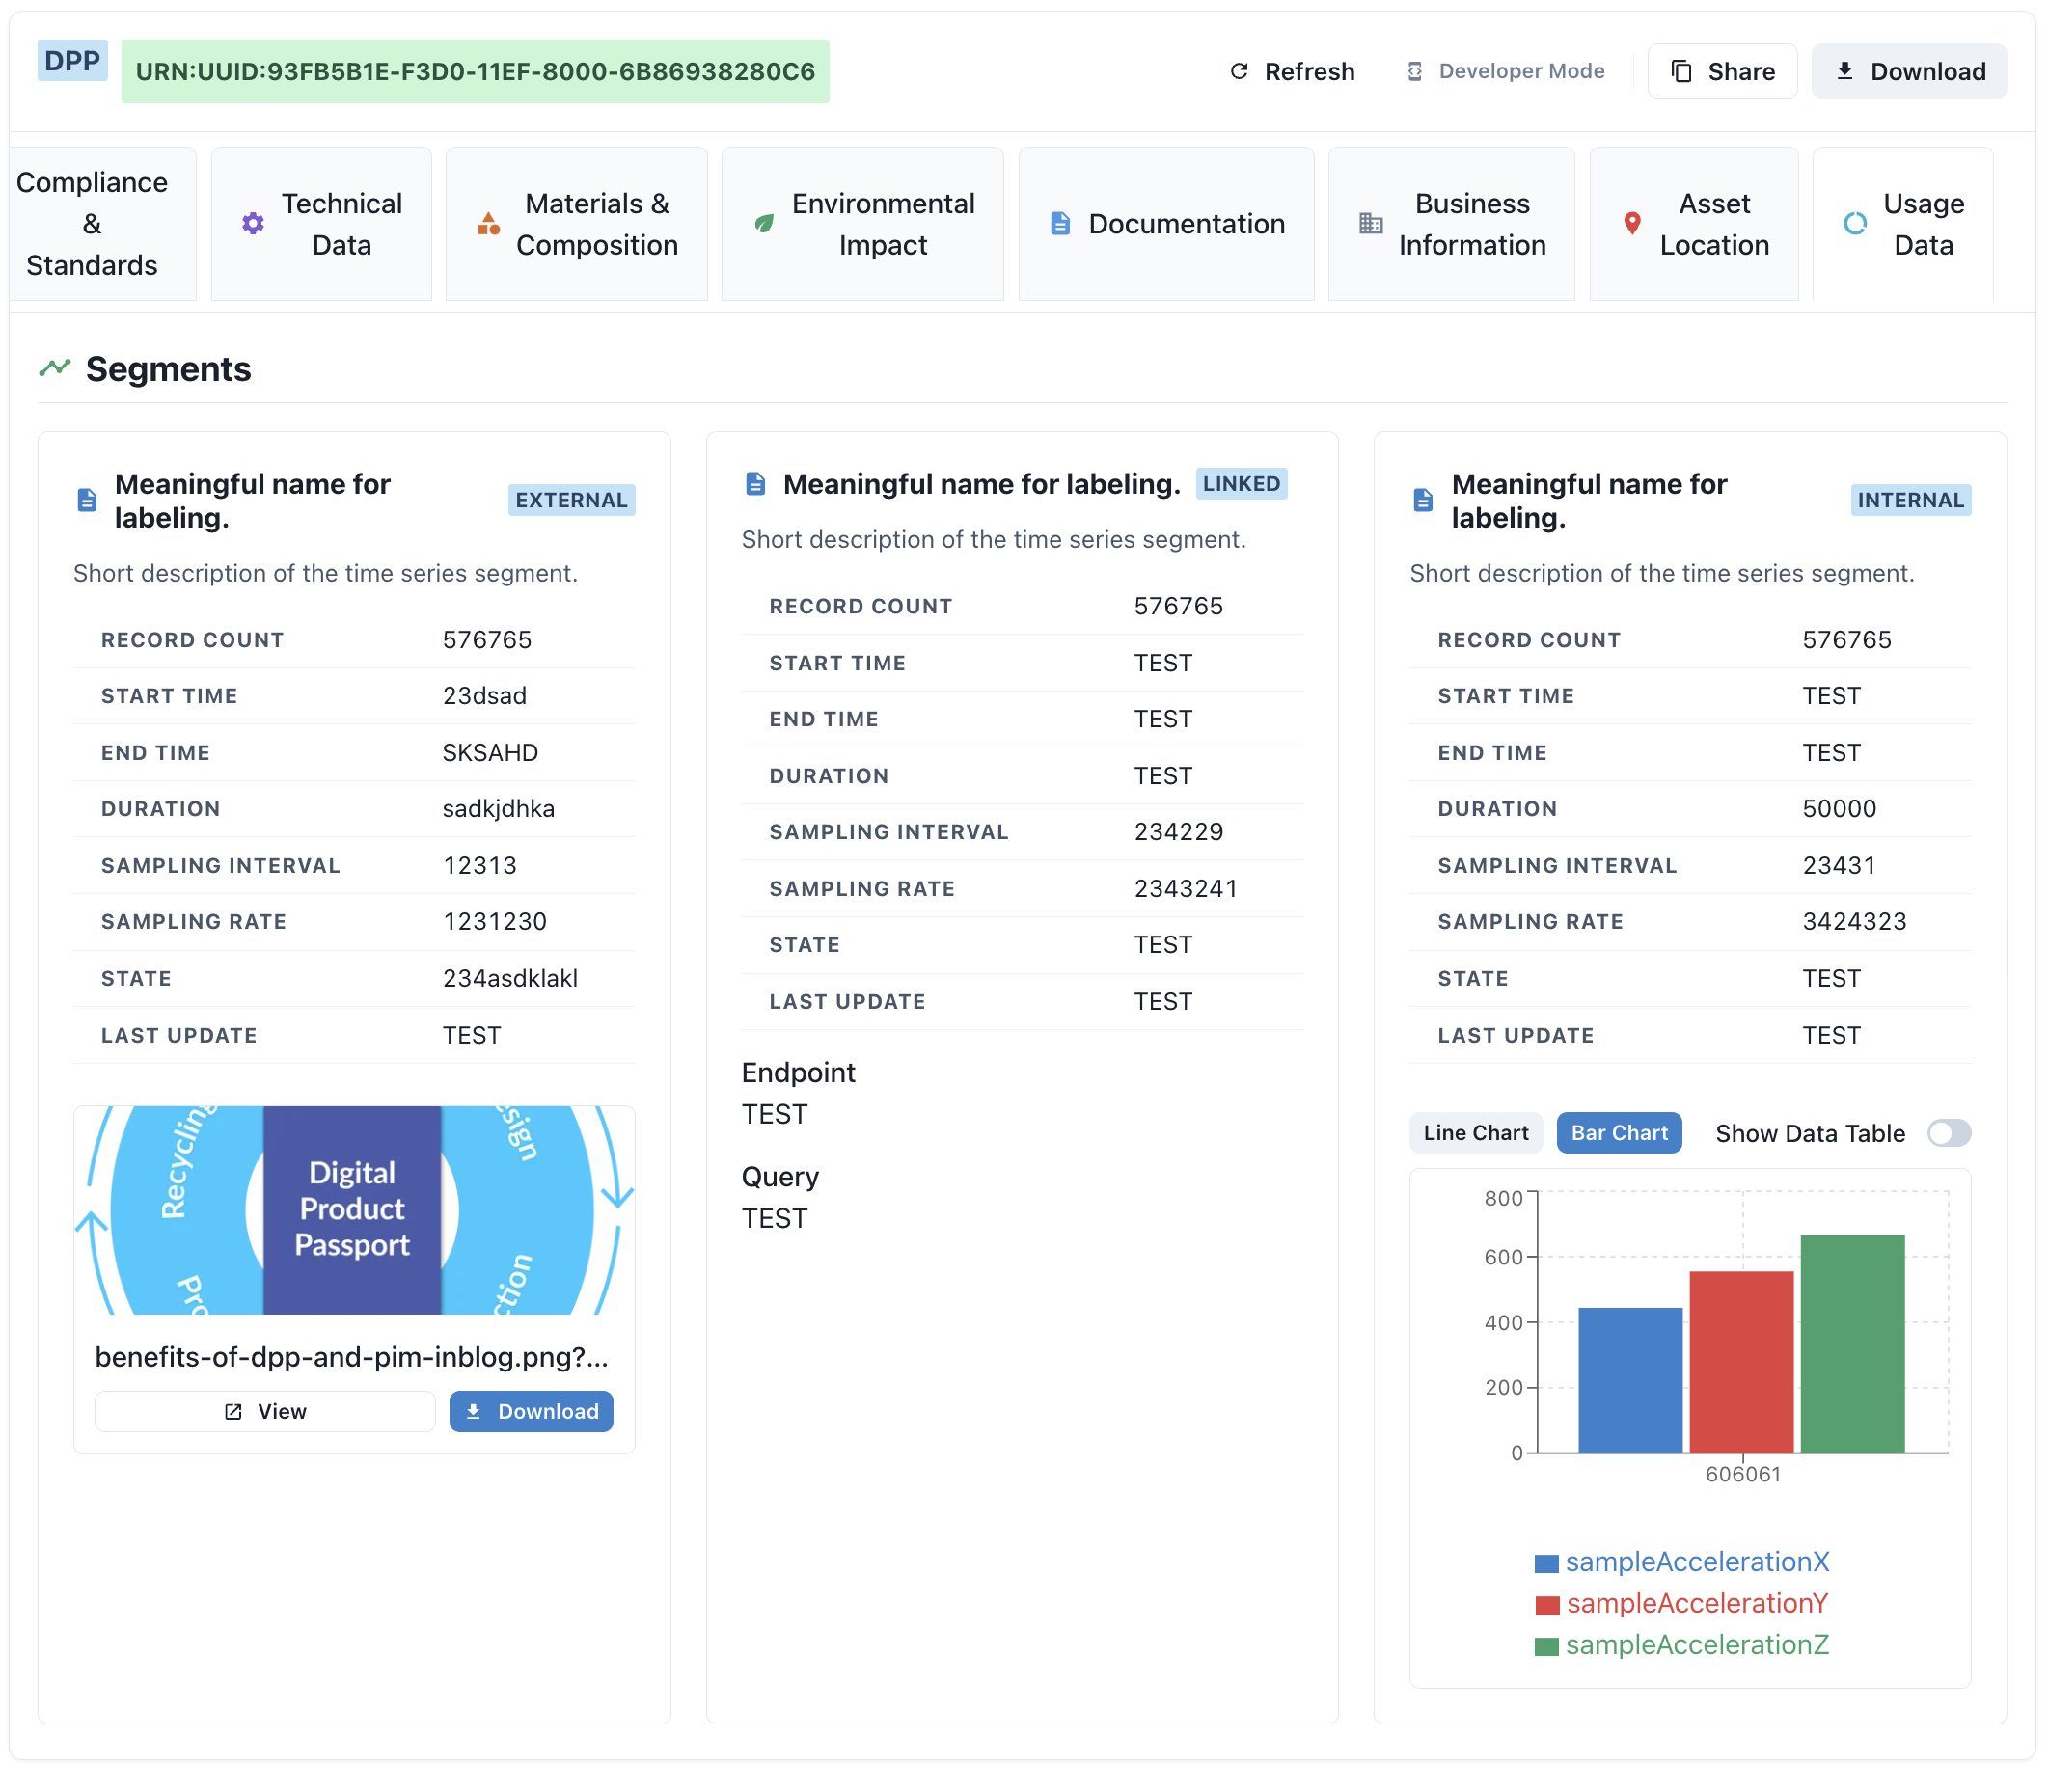 DPP
URN:UUID:93FB5B1E-F3D0-11EF-8000-6B86938280C6
Refresh
Developer Mode
Share
Download
Compliance
&
Standards
Technical
Data
Materials &
Composition
Environmental
Impact
Documentation
Business
Information
Asset
Location
Usage
Data
Segments
Meaningful name for
labeling.
EXTERNAL
Short description of the time series segment.
RECORD COUNT 576765
START TIME 23dsad
END TIME SKSAHD
DURATION sadkjdhka
SAMPLING INTERVAL 12313
SAMPLING RATE 1231230
STATE 234asdklakl
LAST UPDATE TEST
Recycling
sign
Digital
Product
Passport
Pro
ction
benefits-of-dpp-and-pim-inblog.png?...
View
Download
Meaningful name for labeling.
LINKED
Short description of the time series segment.
RECORD COUNT 576765
START TIME TEST
END TIME TEST
DURATION TEST
SAMPLING INTERVAL 234229
SAMPLING RATE 2343241
STATE TEST
LAST UPDATE TEST
Endpoint
TEST
Query
TEST
Meaningful name for
labeling.
INTERNAL
Short description of the time series segment.
RECORD COUNT 576765
START TIME TEST
END TIME TEST
DURATION 50000
SAMPLING INTERVAL 23431
SAMPLING RATE 3424323
STATE TEST
LAST UPDATE TEST
Line Chart
Bar Chart
Show Data Table
800
600
400
200
0
606061
sampleAccelerationX
sampleAccelerationY
sampleAccelerationZ